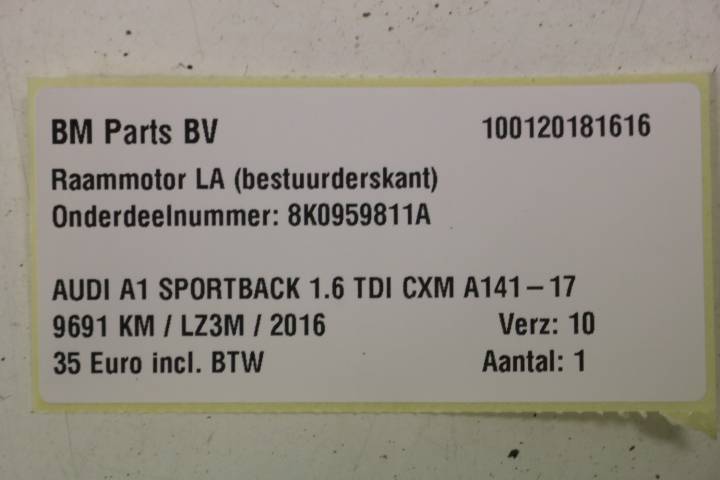 BM Parts BV 100120181616
Raammotor LA (bestuurderskant)
Onderdeelnummer: 8K0959811A
AUDI A1 SPORTBACK 1.6 TDI CXM A141-17
9691 KM / LZ3M / 2016 Verz: 10
35 Euro incl. BTW Aantal: 1